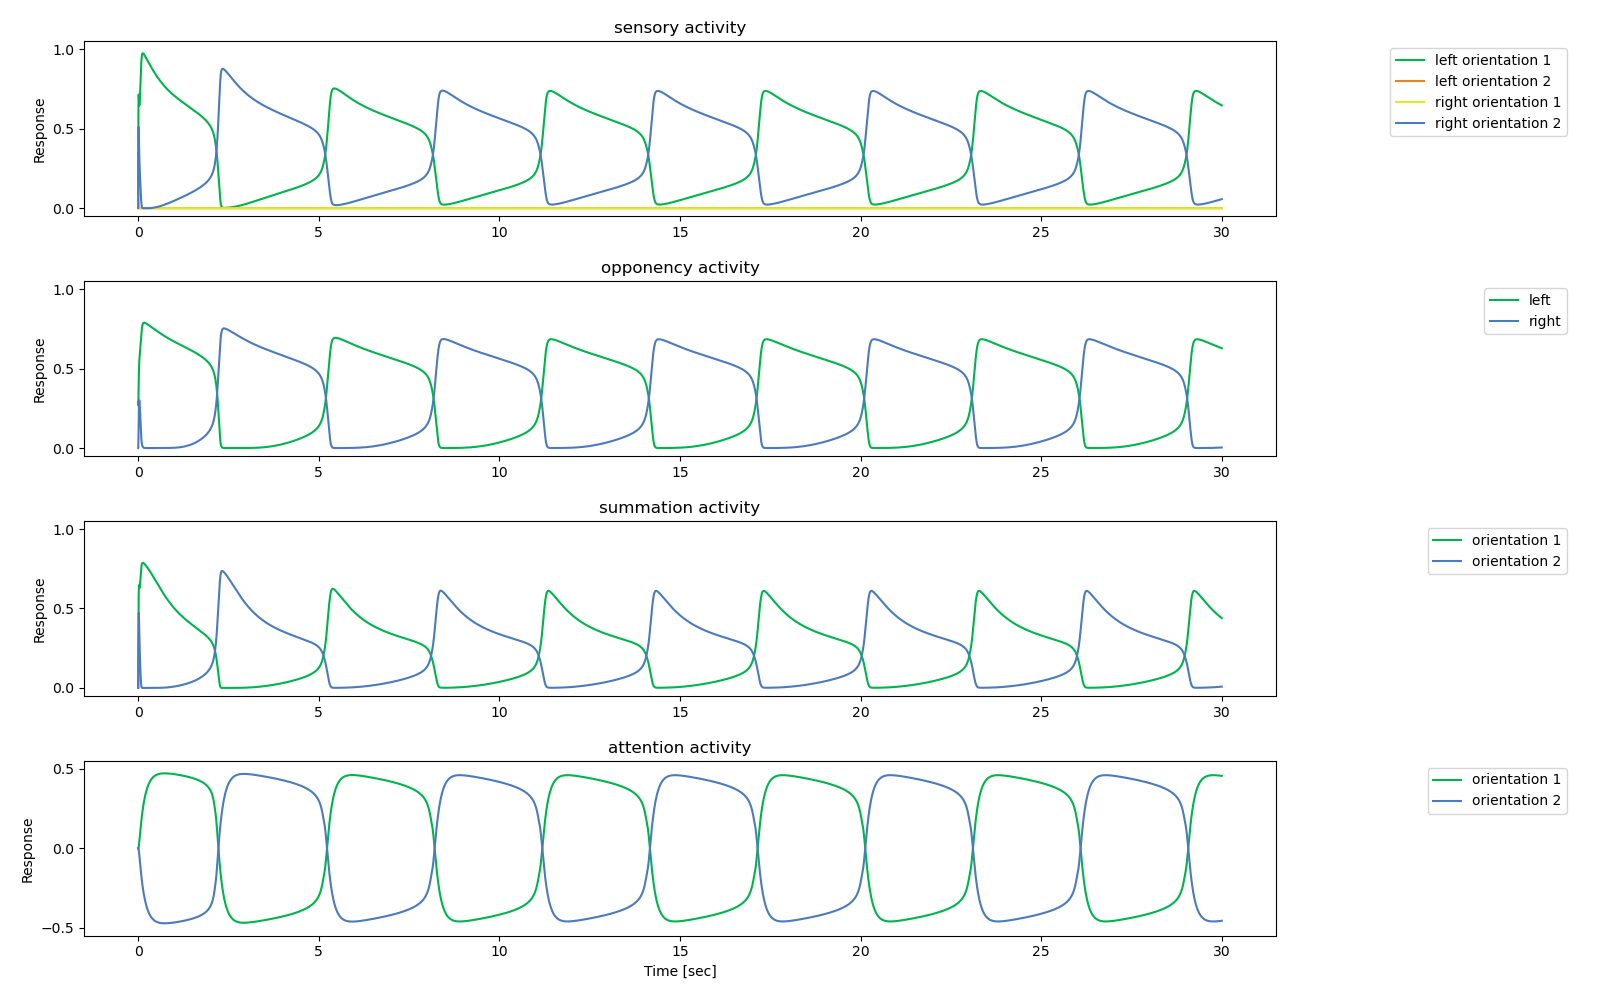 sensory activity
1.0
0.5
0.0
Response
0 5 10 15 20 25 30
left orientation 1
left orientation 2
right orientation 1
right orientation 2
opponency activity
1.0
0.5
0.0
Response
0 5 10 15 20 25 30
left
right
summation activity
1.0
0.5
0.0
Response
0 5 10 15 20 25 30
orientation 1
orientation 2
attention activity
0.5
0.0
−0.5
Response
0 5 10 15 20 25 30
Time [sec]
orientation 1
orientation 2